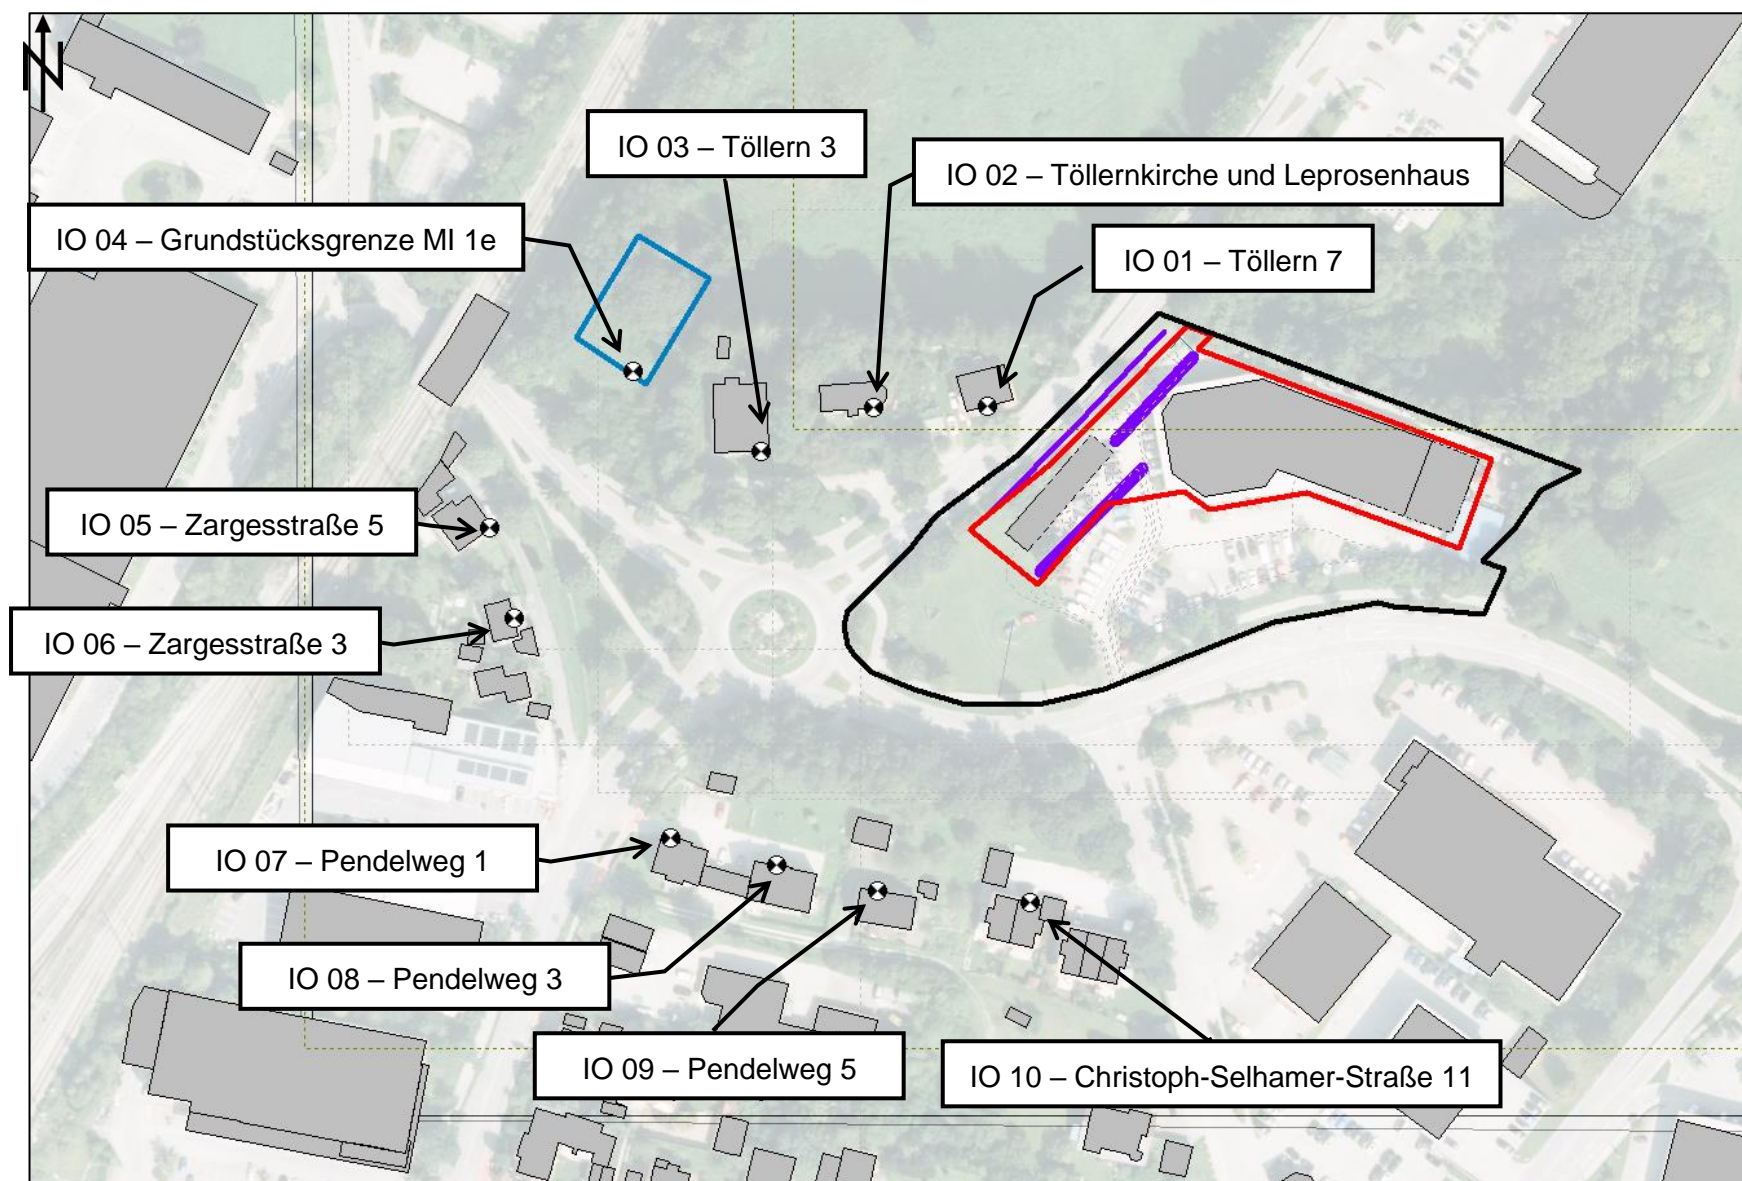 N
IO 03 – Töllern 3
IO 02 – Töllernkirche und Leprosenhaus
IO 04 – Grundstücksgrenze MI 1e
IO 01 – Töllern 7
IO 05 – Zargesstraße 5
IO 06 – Zargesstraße 3
IO 07 – Pendelweg 1
IO 08 – Pendelweg 3
IO 09 – Pendelweg 5
IO 10 – Christoph-Selhamer-Straße 11